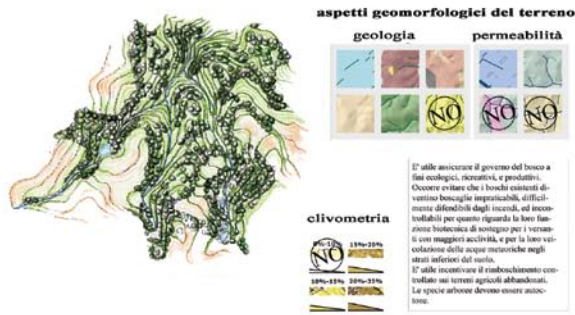 aspetti geomorfologici del terreno
geologia
permeabilità
NO
NO
NO
E' utile assicurare il governo del bosco a
fini ecologici, ricreativi, e produttivi.
Occorre evitare che i boschi esistenti di-
ventino boscaglie impraticabili, difficil-
mente difendibili dagli incendi, ed incon-
trollabili per quanto riguarda la loro fun-
zione biotecnica di sostegno per i versan-
ti con maggiori acclività, e per la loro vei-
colazione delle acque meteoriche negli
strati inferiori del suolo.
E' utile incentivare il rimboschimento con-
trollato sui terreni agricoli abbandonati.
Le specie arboree devono essere autoc-
tone.
clivometria
15%-20%
NO
10%-15% 20%-35%